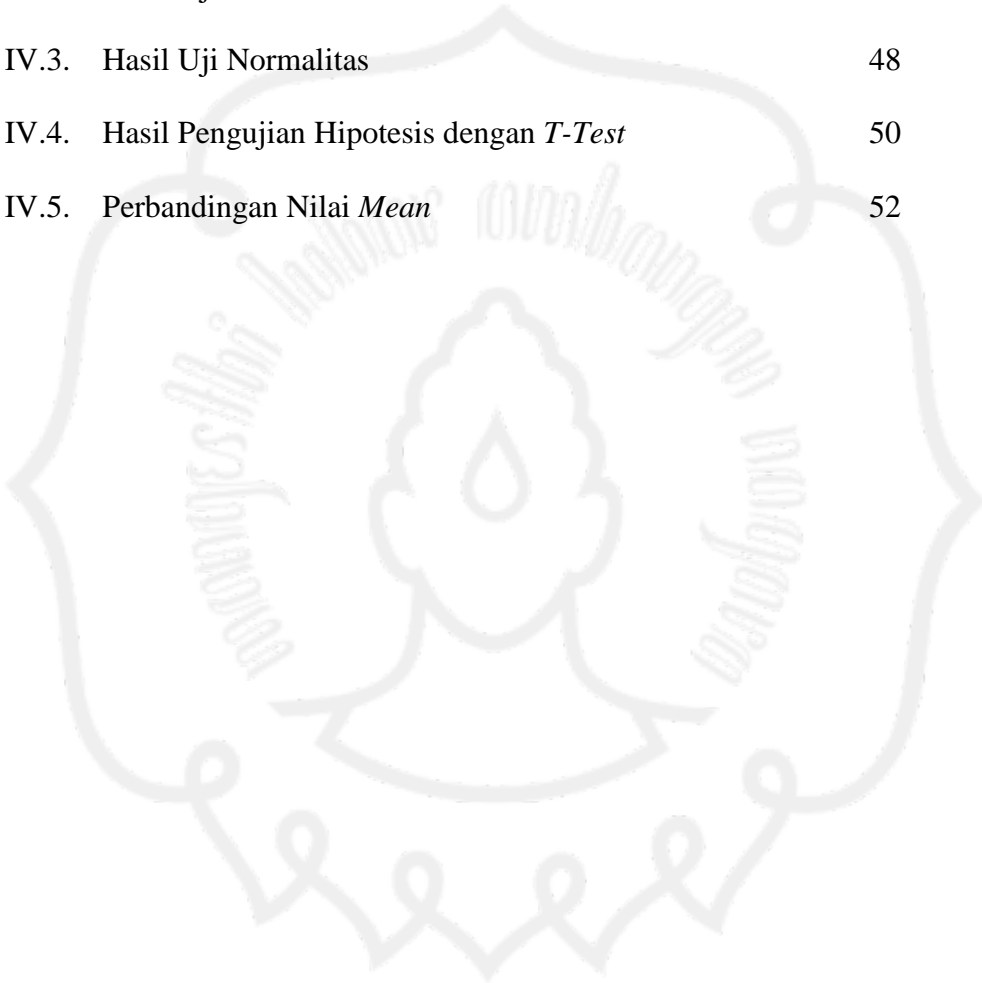 IV.3. Hasil Uji Normalitas 48
IV.4. Hasil Pengujian Hipotesis dengan T-Test 50
IV.5. Perbandingan Nilai Mean 52